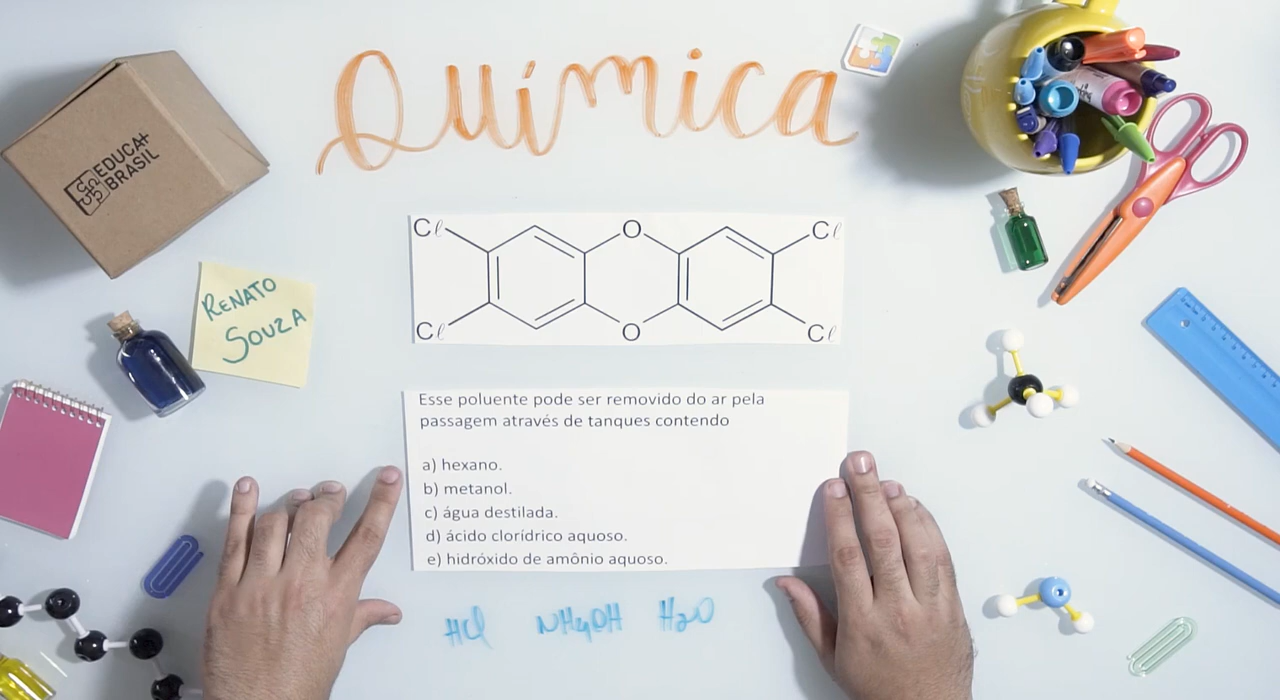 Química
EDUCA+
BRASIL
Cl
O
Cl
Cl
O
Cl
RENATO
SOUZA
Esse poluente pode ser removido do ar pela
passagem através de tanques contendo
a) hexano.
b) metanol.
c) água destilada.
d) ácido clorídrico aquoso.
e) hidróxido de amônio aquoso.
HCl NH4OH H2O